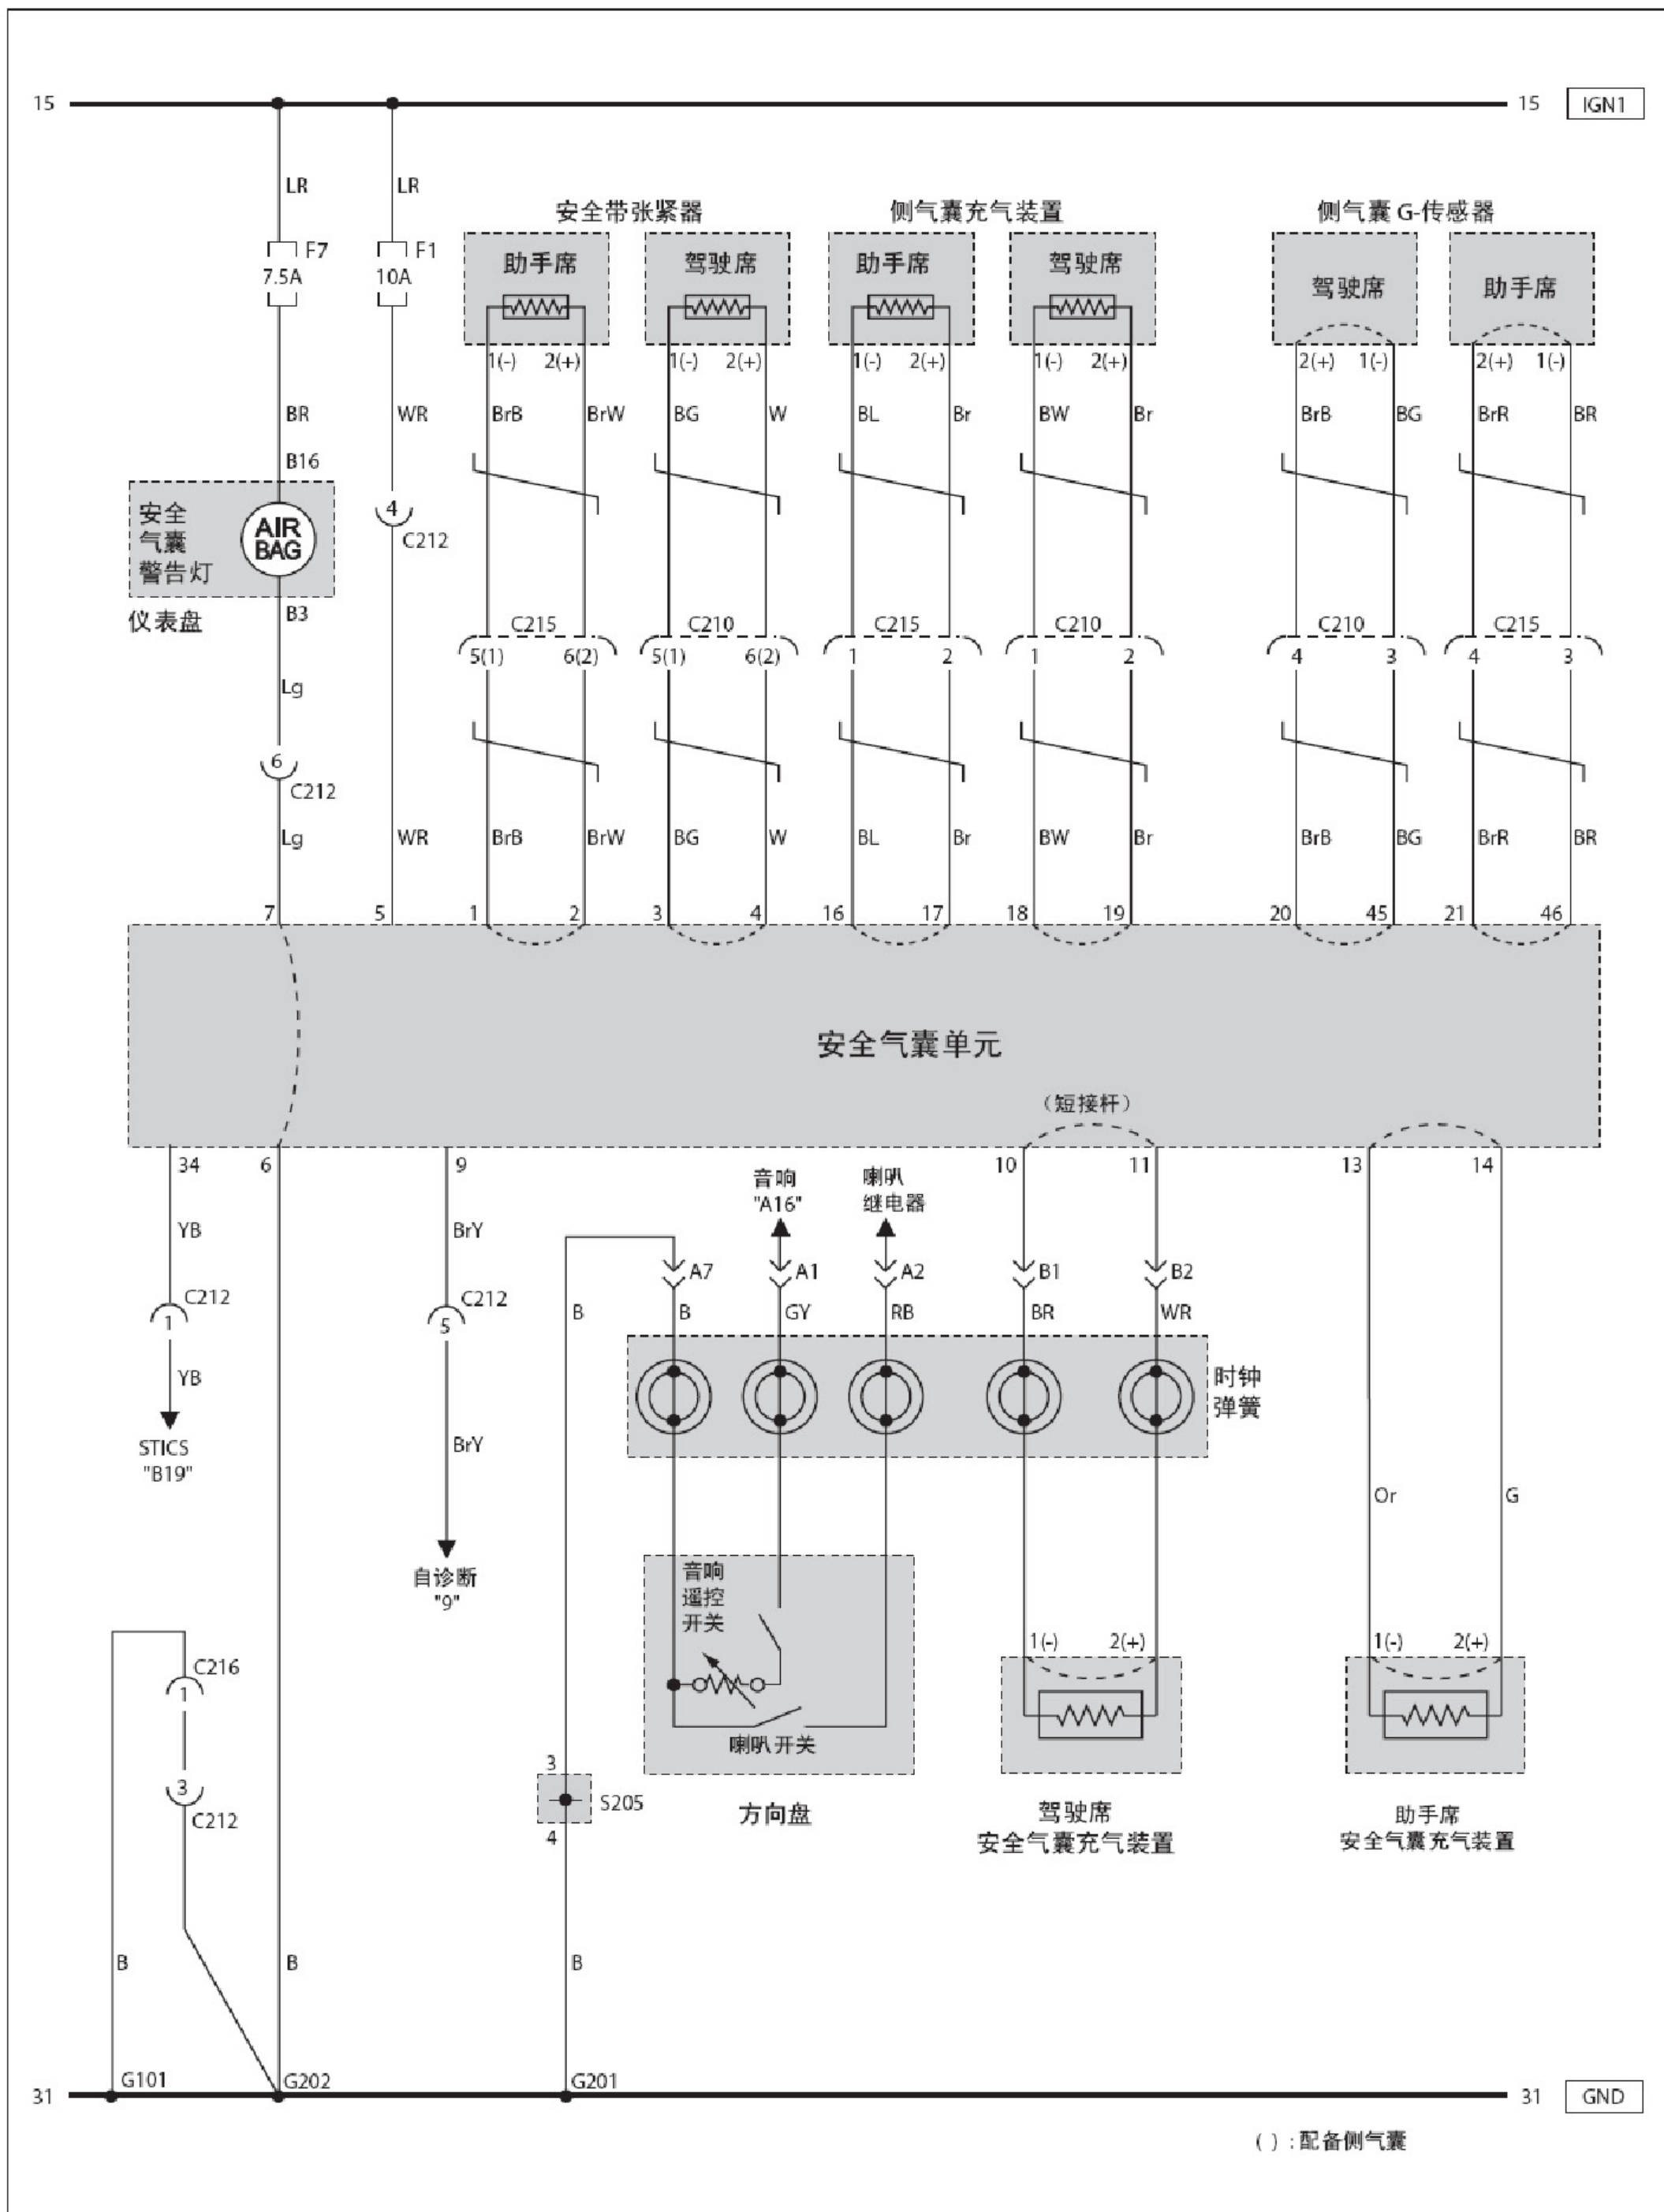 15 15 IGN1
LR LR
安全带张紧器 侧气囊充气装置 侧气囊 G-传感器
F7 F1
7.5A 10A
助手席 驾驶席 助手席 驾驶席 驾驶席 助手席
1(-) 2(+) 1(-) 2(+) 1(-) 2(+) 1(-) 2(+) 2(+) 1(-) 2(+) 1(-)
BR WR BrB BrW BG W BL Br BW Br BrB BG BrR BR
B16
安全
气囊
警告灯
AIR
BAG
4
C212
仪表盘
B3
C215 C210 C215 C210 C210 C215
5(1) 6(2) 5(1) 6(2) 1 2 1 2 4 3 4 3
Lg
6
C212
Lg WR BrB BrW BG W BL Br BW Br BrB BG BrR BR
7 5 1 2 3 4 16 17 18 19 20 45 21 46
安全气囊单元
（短接杆）
34 6 9 10 11 13 14
音响
"A16"
喇叭
继电器
YB BrY
A7 A1 A2 B1 B2
C212 C212
1 5
B B GY RB BR WR
时钟
弹簧
YB
STICS
"B19"
BrY
Or G
自诊断
"9"
音响
遥控
开关
喇叭开关
方向盘
1(-) 2(+) 1(-) 2(+)
驾驶席
安全气囊充气装置
助手席
安全气囊充气装置
C216
1
3
C212
3
S205
4
B B B
31 G101 G202 G201 31 GND
( ) : 配备侧气囊